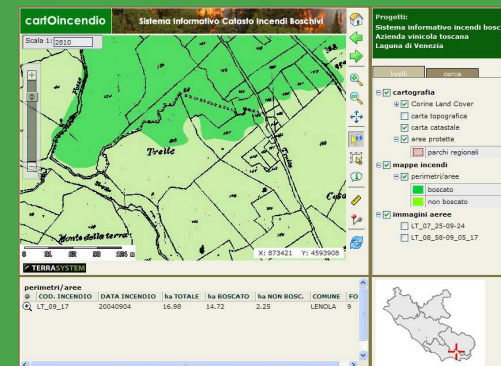 cartOincendio
Sistema Informativo Catasto Incendi Boschivi
Scala 1: 2810
Treite
Monte della terra
X: 873421 Y: 4593908
TERRASYSTEM
perimetri/aree
@ COD. INCENDIO DATA INCENDIO ha TOTALE ha BOSCATO ha NON BOSC. COMUNE FO
LT_09_17 20040904 16.98 14.72 2.25 LENOLA 9
Progetti:
Sistema informativo incendi bosc
Azienda vinicola toscana
Laguna di Venezia
livelli cerca
cartografia
Corine Land Cover
carta topografica
carta catastale
aree protette
parchi regionali
mappe incendi
perimetri/aree
boscato
non boscato
immagini aeree
LT_07_25-09-24
LT_08_58-09_05_17